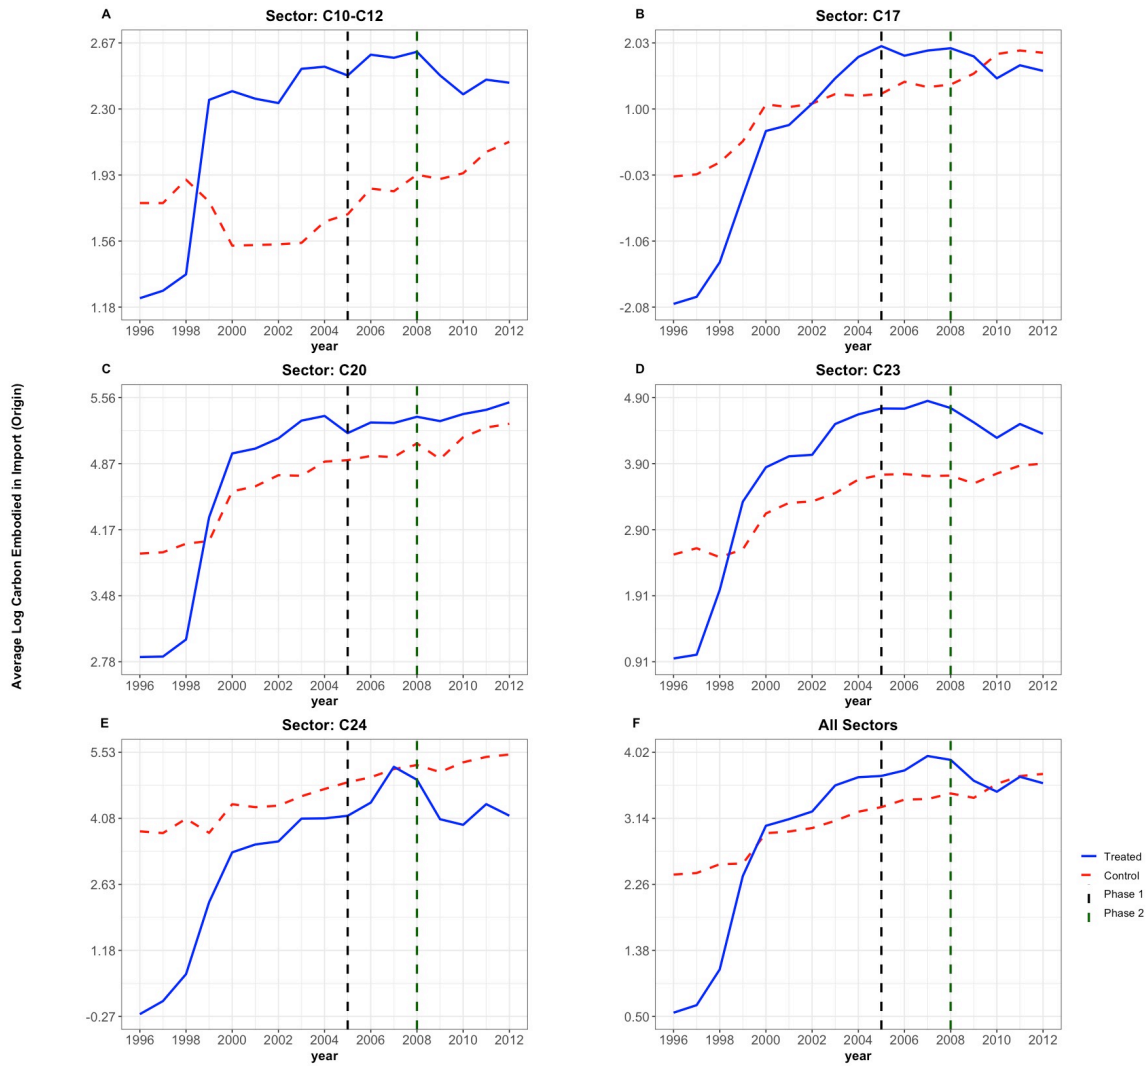 A
Sector: C10-C12
2.67
2.30
1.93
1.56
1.18
1996 1998 2000 2002 2004 2006 2008 2010 2012
year
B
Sector: C17
2.03
1.00
-0.03
-1.06
-2.08
1996 1998 2000 2002 2004 2006 2008 2010 2012
year
C
Sector: C20
5.56
4.87
4.17
3.48
2.78
1996 1998 2000 2002 2004 2006 2008 2010 2012
year
D
Sector: C23
4.90
3.90
2.90
1.91
0.91
1996 1998 2000 2002 2004 2006 2008 2010 2012
year
E
Sector: C24
5.53
4.08
2.63
1.18
-0.27
1996 1998 2000 2002 2004 2006 2008 2010 2012
year
F
All Sectors
4.02
3.14
2.26
1.38
0.50
1996 1998 2000 2002 2004 2006 2008 2010 2012
year
Average Log Carbon Embodied in Import (Origin)
Treated
Control
Phase 1
Phase 2